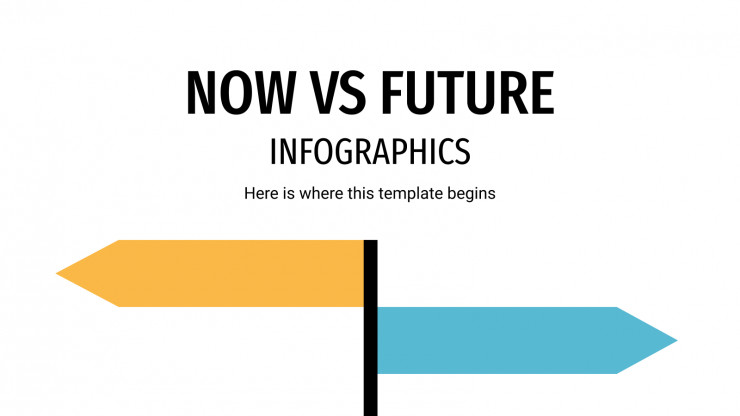 NOW VS FUTURE
INFOGRAPHICS
Here is where this template begins